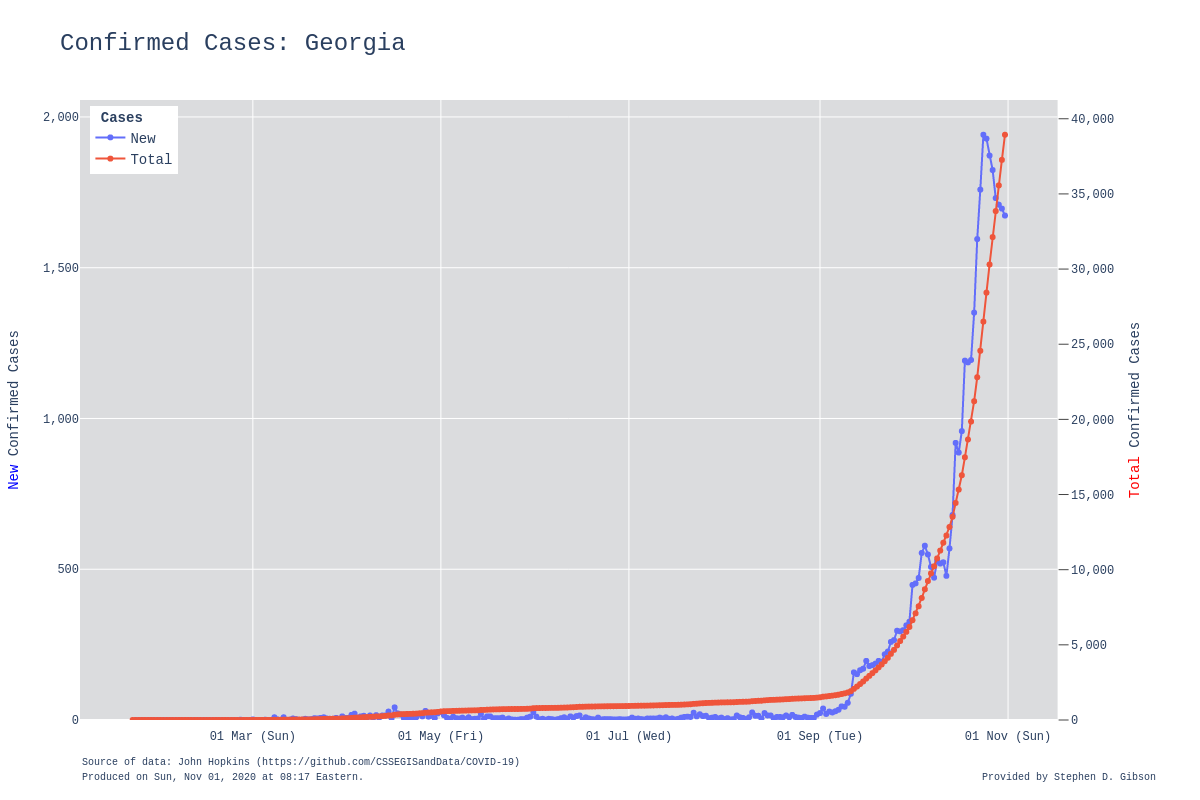 Confirmed Cases: Georgia
Cases
New
Total
2,000
1,500
1,000
500
0
40,000
35,000
30,000
25,000
20,000
15,000
10,000
5,000
0
New Confirmed Cases
Total Confirmed Cases
01 Mar (Sun)
01 May (Fri)
01 Jul (Wed)
01 Sep (Tue)
01 Nov (Sun)
Source of data: John Hopkins (https://github.com/CSSEGISandData/COVID-19)
Produced on Sun, Nov 01, 2020 at 08:17 Eastern.
Provided by Stephen D. Gibson